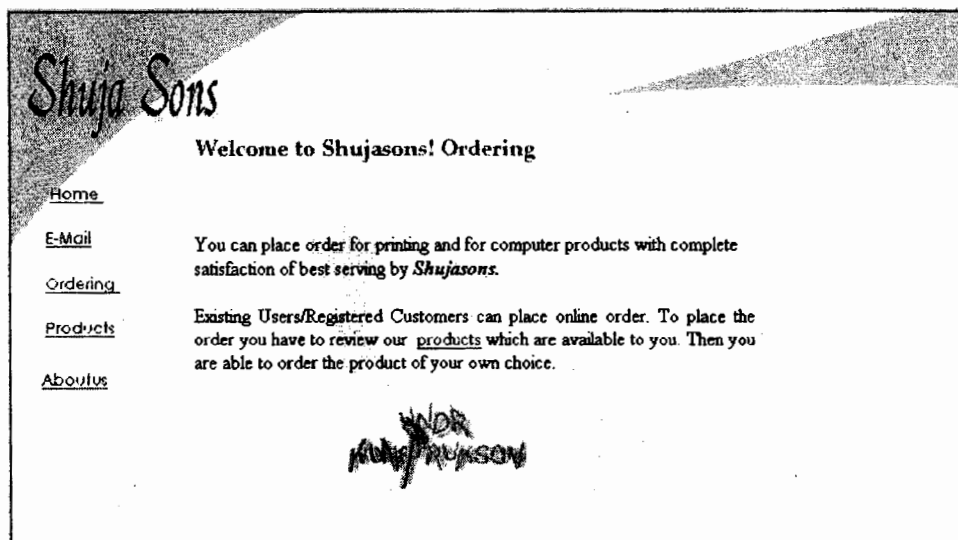 Shuja Sons
Welcome to Shujasons! Ordering
Home
E-Mail
Ordering
Products
Aboutus
You can place order for printing and for computer products with complete
satisfaction of best serving by Shujasons.
Existing Users/Registered Customers can place online order. To place the
order you have to review our products which are available to you. Then you
are able to order the product of your own choice.